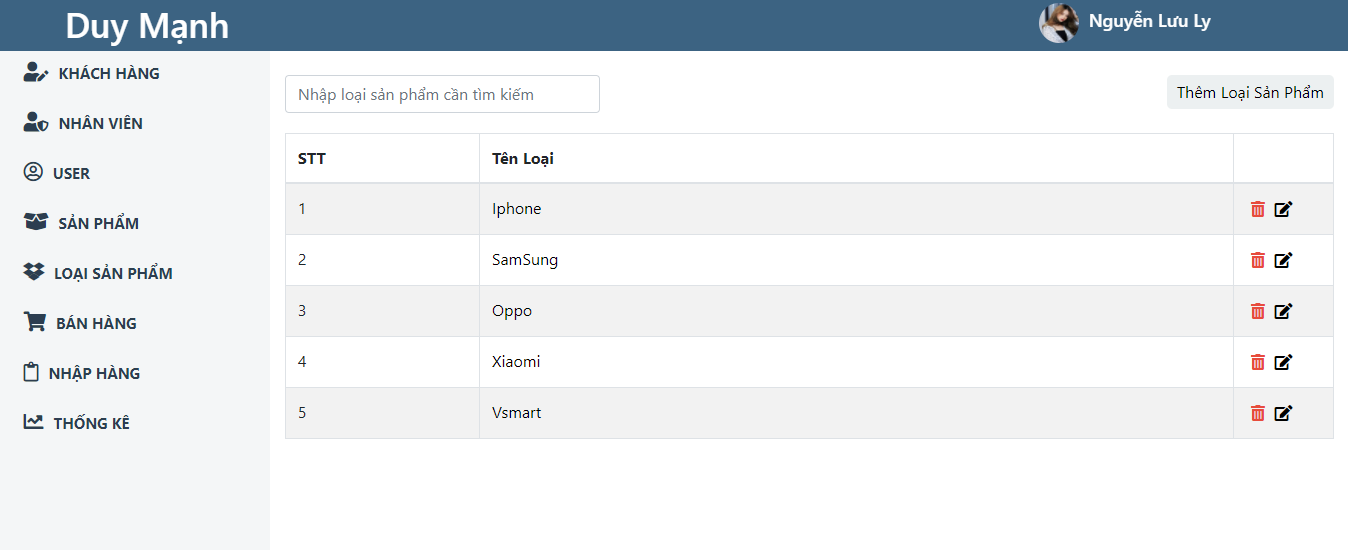 Duy Mạnh
Nguyễn Lưu Ly
KHÁCH HÀNG
NHÂN VIÊN
USER
SẢN PHẨM
LOẠI SẢN PHẨM
BÁN HÀNG
NHẬP HÀNG
THỐNG KÊ
Nhập loại sản phẩm cần tìm kiếm
Thêm Loại Sản Phẩm
STT Tên Loại
1 Iphone
2 SamSung
3 Oppo
4 Xiaomi
5 Vsmart